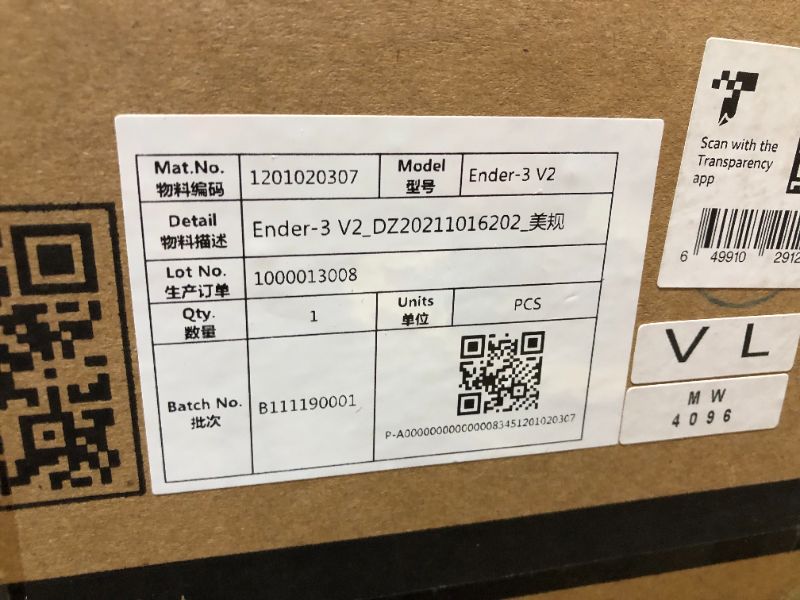 Mat.No.
物料编码
1201020307
Model
型号
Ender-3 V2
Detail
物料描述
Ender-3 V2_DZ20211016202_美规
Lot No.
生产订单
1000013008
Qty.
数量
1
Units
单位
PCS
Batch No.
批次
B111190001
P-A0000000000000083451201020307
Scan with the
Transparency
app
6 49910 2912
V L
MW
4096